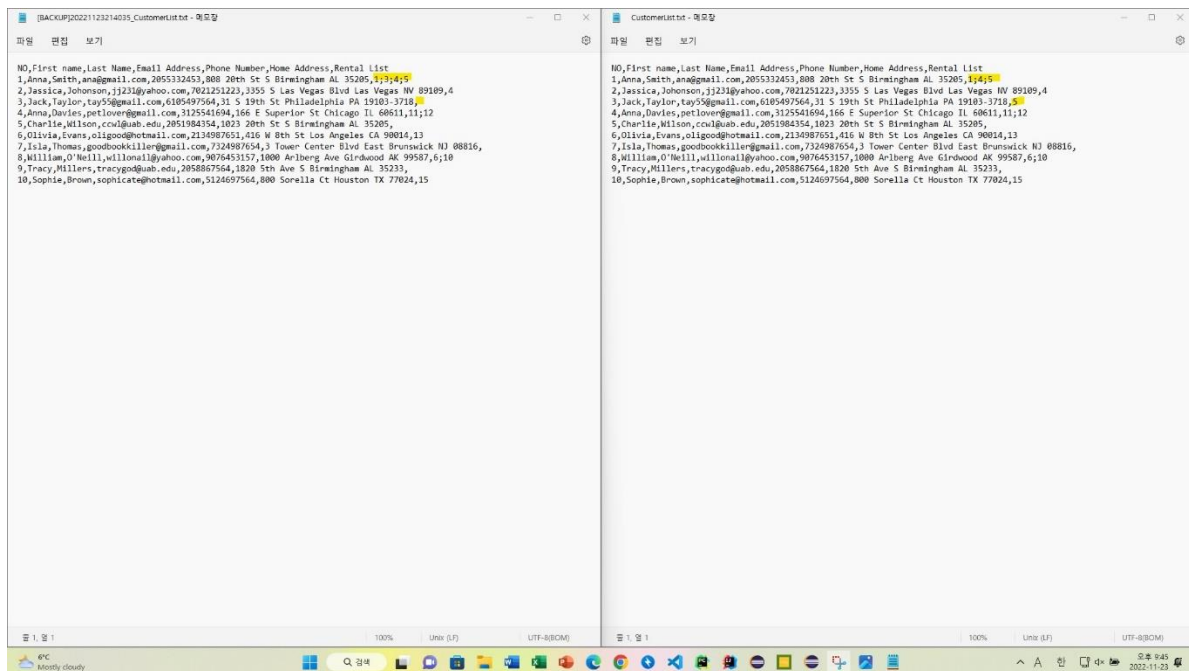 [BACKUP]20221123214035_CustomerList.txt - 메모장
파일 편집 보기
NO,First name,Last Name,Email Address,Phone Number,Home Address,Rental List
1,Anna,Smith,ana@gmail.com,2055332453,808 20th St S Birmingham AL 35205,1;3;4;5
2,Jassica,Johonson,jj231@yahoo.com,7021251223,3355 S Las Vegas Blvd Las Vegas NV 89109,4
3,Jack,Taylor,tay55@gmail.com,6105497564,31 S 19th St Philadelphia PA 19103-3718,
4,Anna,Davies,petlover@gmail.com,3125541694,166 E Superior St Chicago IL 60611,11;12
5,Charlie,Wilson,ccwl@uab.edu,2051984354,1023 20th St S Birmingham AL 35205,
6,Olivia,Evans,oligood@hotmail.com,2134987651,416 W 8th St Los Angeles CA 90014,13
7,Isla,Thomas,goodbookkiller@gmail.com,7324987654,3 Tower Center Blvd East Brunswick NJ 08816,
8,William,O'Neill,willonail@yahoo.com,9076453157,1000 Arlberg Ave Girdwood AK 99587,6;10
9,Tracy,Millers,tracygod@uab.edu,2058867564,1820 5th Ave S Birmingham AL 35233,
10,Sophie,Brown,sophicate@hotmail.com,5124697564,800 Sorella Ct Houston TX 77024,15
줄 1, 열 1 100% Unix (LF) UTF-8(BOM)
CustomerList.txt - 메모장
파일 편집 보기
NO,First name,Last Name,Email Address,Phone Number,Home Address,Rental List
1,Anna,Smith,ana@gmail.com,2055332453,808 20th St S Birmingham AL 35205,1;4;5
2,Jassica,Johonson,jj231@yahoo.com,7021251223,3355 S Las Vegas Blvd Las Vegas NV 89109,4
3,Jack,Taylor,tay55@gmail.com,6105497564,31 S 19th St Philadelphia PA 19103-3718,5
4,Anna,Davies,petlover@gmail.com,3125541694,166 E Superior St Chicago IL 60611,11;12
5,Charlie,Wilson,ccwl@uab.edu,2051984354,1023 20th St S Birmingham AL 35205,
6,Olivia,Evans,oligood@hotmail.com,2134987651,416 W 8th St Los Angeles CA 90014,13
7,Isla,Thomas,goodbookkiller@gmail.com,7324987654,3 Tower Center Blvd East Brunswick NJ 08816,
8,William,O'Neill,willonail@yahoo.com,9076453157,1000 Arlberg Ave Girdwood AK 99587,6;10
9,Tracy,Millers,tracygod@uab.edu,2058867564,1820 5th Ave S Birmingham AL 35233,
10,Sophie,Brown,sophicate@hotmail.com,5124697564,800 Sorella Ct Houston TX 77024,15
줄 1, 열 1 100% Unix (LF) UTF-8(BOM)
6°C
Mostly cloudy
검색
A 한
오후 9:45
2022-11-23